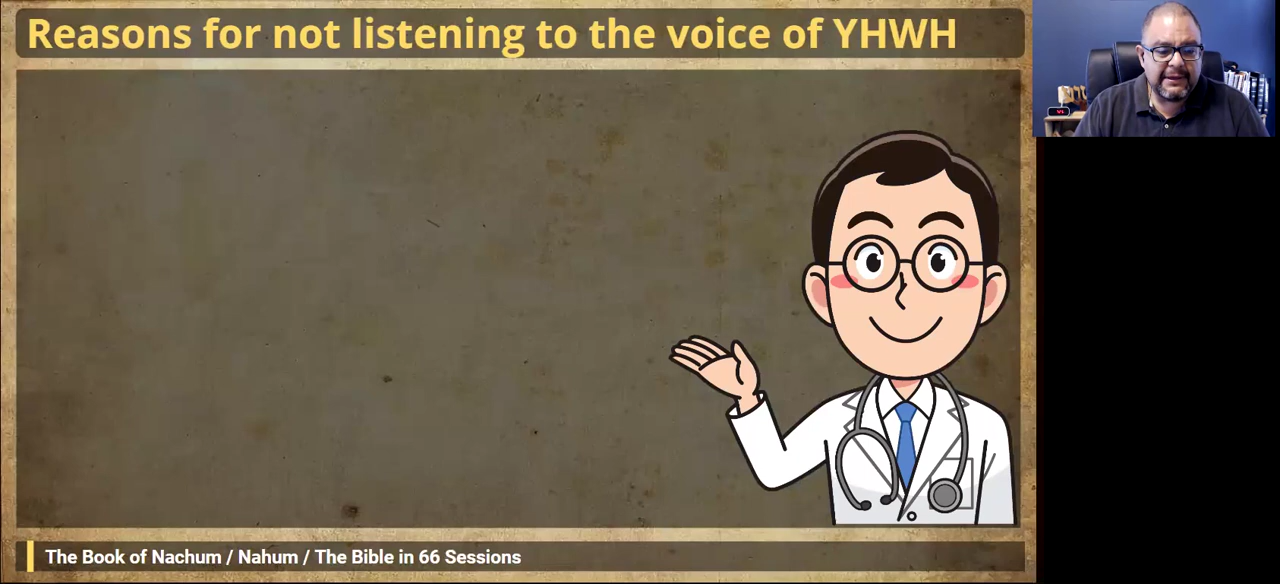 Reasons for not listening to the voice of YHWH
The Book of Nachum / Nahum / The Bible in 66 Sessions